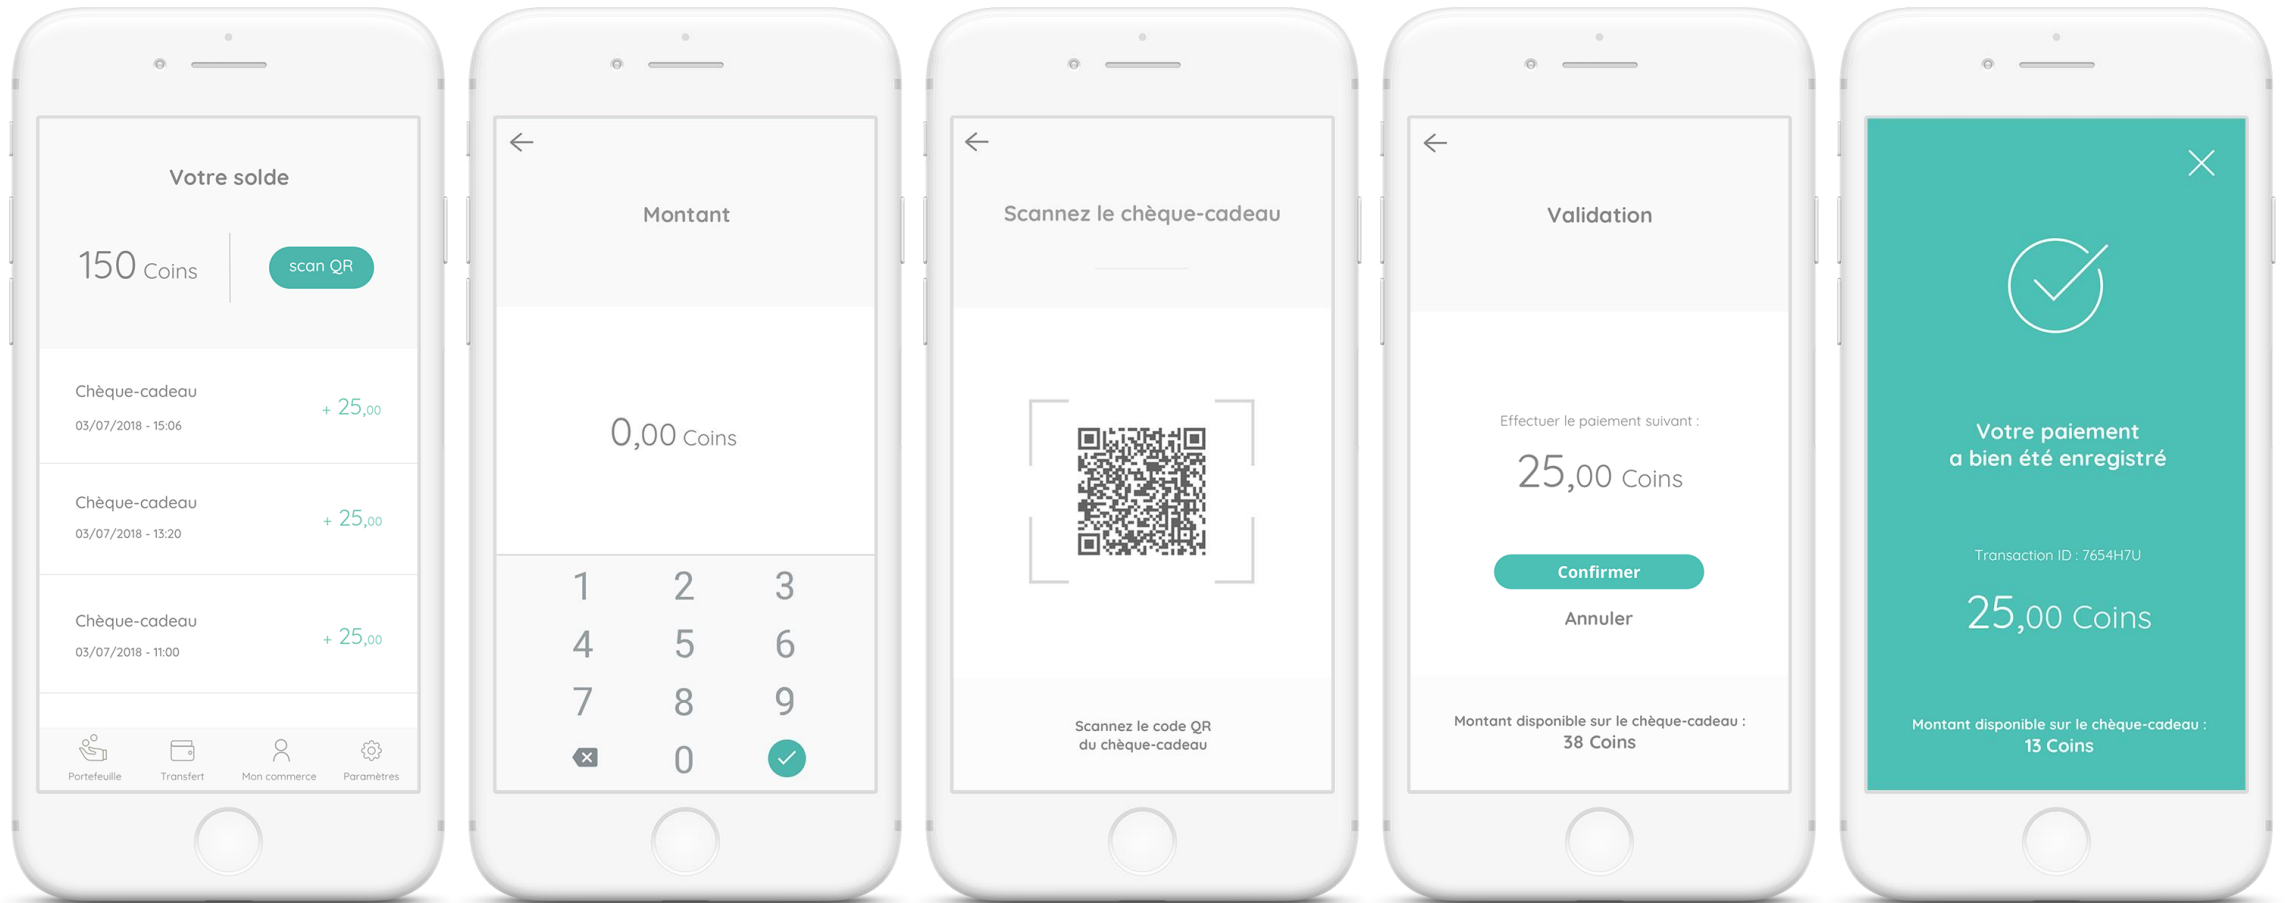 Votre solde
150 Coins
scan QR
Chèque-cadeau
+ 25,00
03/07/2018 - 15:06
Chèque-cadeau
+ 25,00
03/07/2018 - 13:20
Chèque-cadeau
+ 25,00
03/07/2018 - 11:00
Portefeuille
Transfert
Mon commerce
Paramètres
Montant
0,00 Coins
1 2 3
4 5 6
7 8 9
0
Scannez le chèque-cadeau
Scannez le code QR
du chèque-cadeau
Validation
Effectuer le paiement suivant :
25,00 Coins
Confirmer
Annuler
Montant disponible sur le chèque-cadeau :
38 Coins
Votre paiement
a bien été enregistré
Transaction ID : 7654H7U
25,00 Coins
Montant disponible sur le chèque-cadeau :
13 Coins